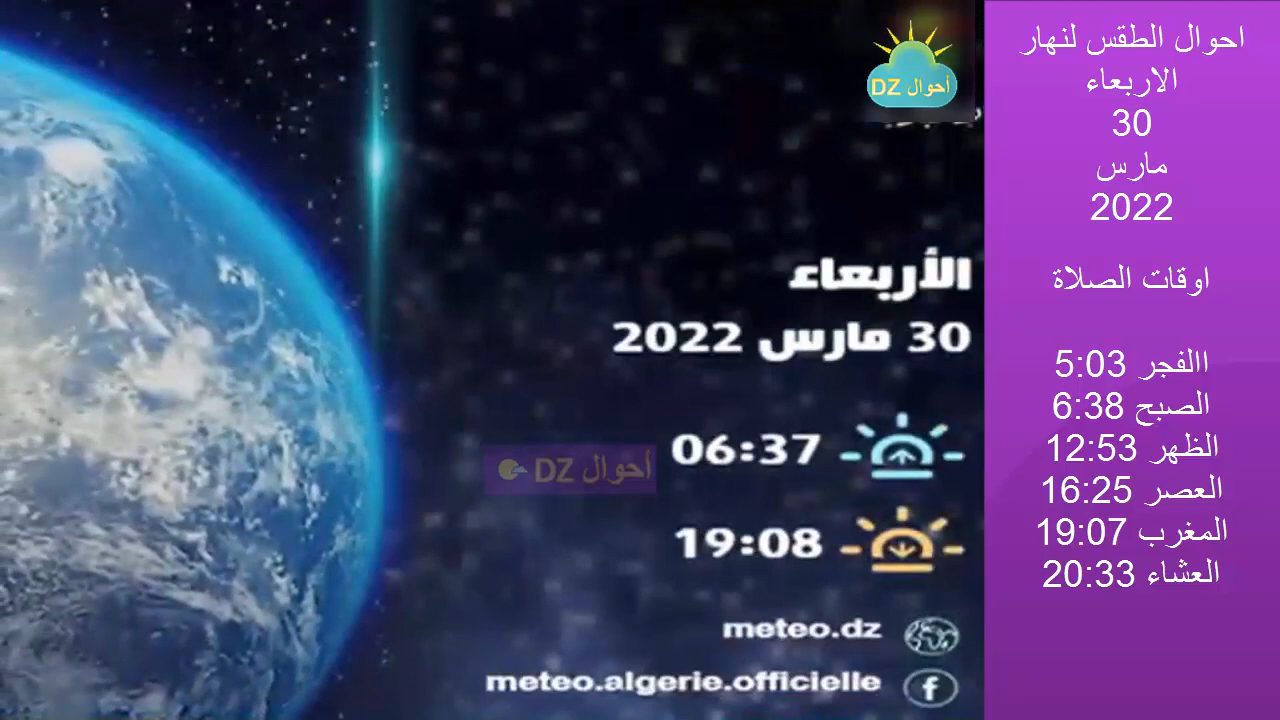 أحوال DZ
الأربعاء
30 مارس 2022
06:37
أحوال DZ
19:08
meteo.dz
meteo.algerie.officielle
احوال الطقس لنهار
الاربعاء
30
مارس
2022
اوقات الصلاة
االفجر 5:03
الصبح 6:38
الظهر 12:53
العصر 16:25
المغرب 19:07
العشاء 20:33